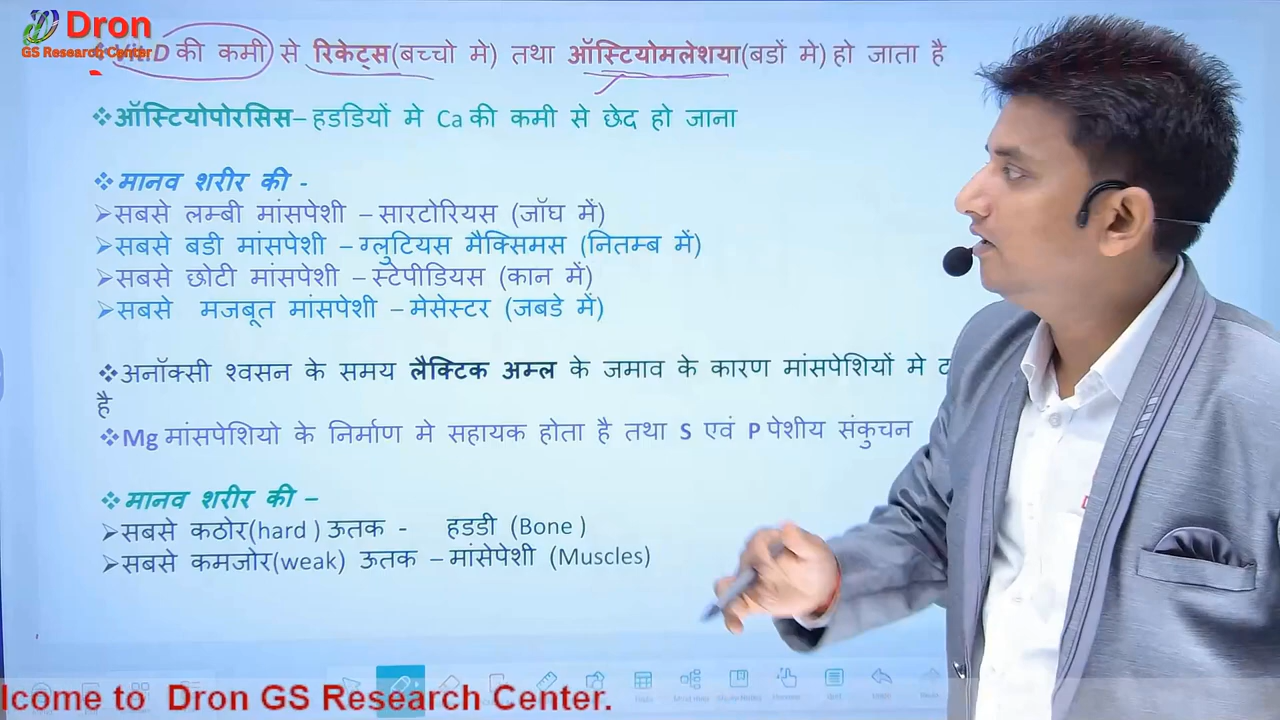 Dron
GS Research Center
Vit. D की कमी से रिकेट्स(बच्चो मे) तथा ऑस्टियोमलेशया(बडों मे) हो जाता है
❖ऑस्टियोपोरसिस–हडडियों मे Ca की कमी से छेद हो जाना
❖मानव शरीर की -
➢सबसे लम्बी मांसपेशी – सारटोरियस (जॉघ में)
➢सबसे बडी मांसपेशी – ग्लुटियस मैक्सिमस (नितम्ब में)
➢सबसे छोटी मांसपेशी – स्टेपीडियस (कान में)
➢सबसे मजबूत मांसपेशी – मेसेस्टर (जबडे में)
❖अनॉक्सी श्वसन के समय लैक्टिक अम्ल के जमाव के कारण मांसपेशियों मे
है
❖Mg मांसपेशियो के निर्माण मे सहायक होता है तथा S एवं P पेशीय संकुचन
❖मानव शरीर की –
➢सबसे कठोर(hard ) ऊतक - हडडी (Bone )
➢सबसे कमजोर(weak) ऊतक – मांसेपेशी (Muscles)
lcome to Dron GS Research Center.